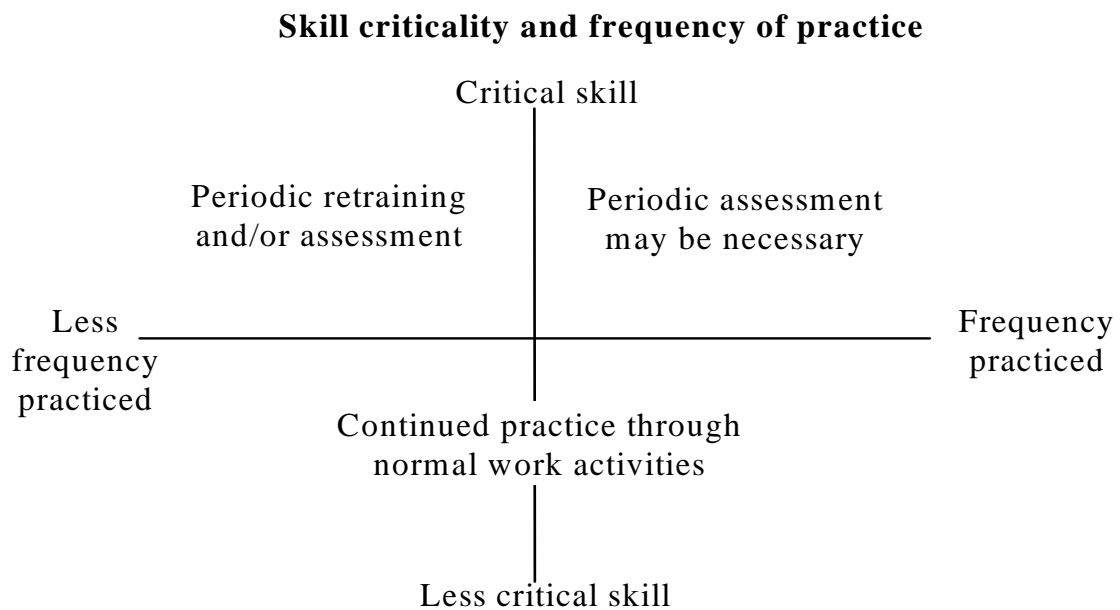 Skill criticality and frequency of practice
Critical skill
Periodic retraining
and/or assessment
Periodic assessment
may be necessary
Less
frequency
practiced
Frequency
practiced
Continued practice through
normal work activities
Less critical skill